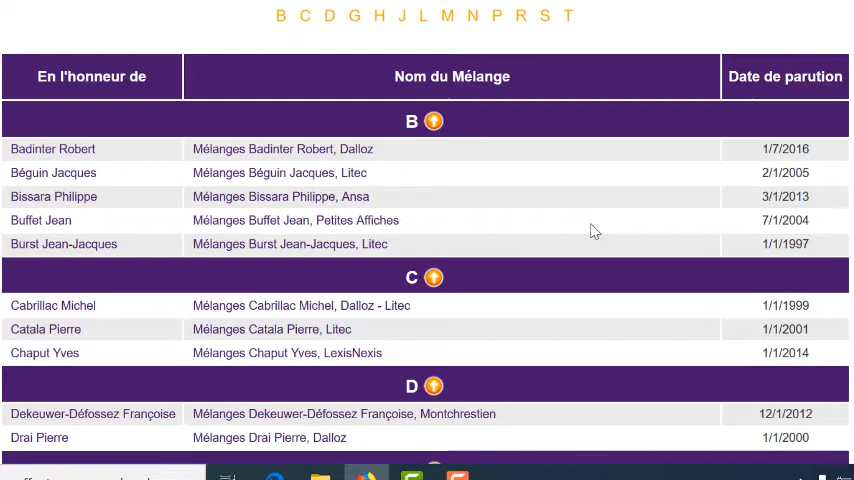 B C D G H J L M N P R S T
En l'honneur de Nom du Mélange Date de parution
B
Badinter Robert Mélanges Badinter Robert, Dalloz 1/7/2016
Béguin Jacques Mélanges Béguin Jacques, Litec 2/1/2005
Bissara Philippe Mélanges Bissara Philippe, Ansa 3/1/2013
Buffet Jean Mélanges Buffet Jean, Petites Affiches 7/1/2004
Burst Jean-Jacques Mélanges Burst Jean-Jacques, Litec 1/1/1997
C
Cabrillac Michel Mélanges Cabrillac Michel, Dalloz - Litec 1/1/1999
Catala Pierre Mélanges Catala Pierre, Litec 1/1/2001
Chaput Yves Mélanges Chaput Yves, LexisNexis 1/1/2014
D
Dekeuwer-Défossez Françoise Mélanges Dekeuwer-Défossez Françoise, Montchrestien 12/1/2012
Drai Pierre Mélanges Drai Pierre, Dalloz 1/1/2000